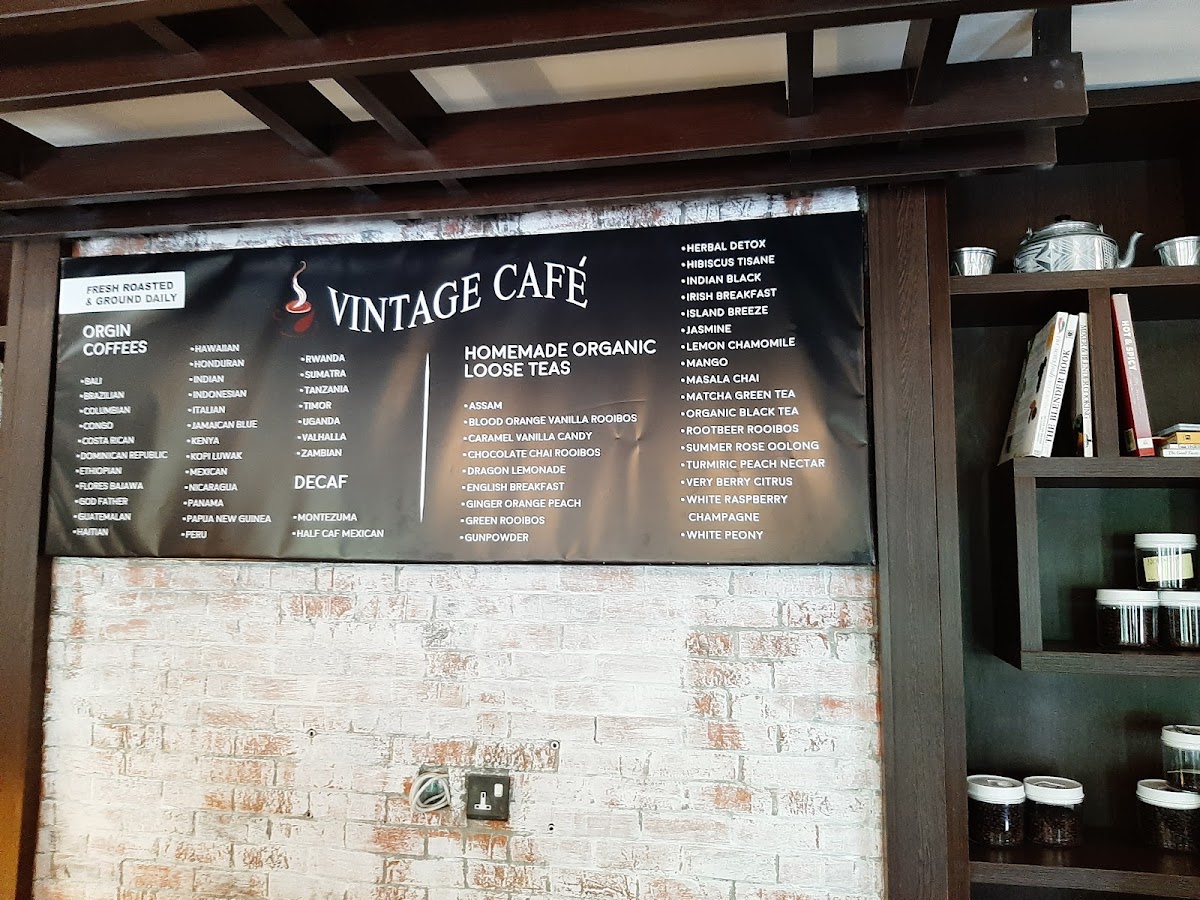 FRESH ROASTED
& GROUND DAILY
VINTAGE CAFÉ
ORGIN
COFFEES
•BALI
•BRAZILIAN
•COLUMBIAN
•CONGO
•COSTA RICAN
•DOMINICAN REPUBLIC
•ETHIOPIAN
•FLORES BAJAWA
•GOD FATHER
•GUATEMALAN
•HAITIAN
•HAWAIIAN
•HONDURAN
•INDIAN
•INDONESIAN
•ITALIAN
•JAMAICAN BLUE
•KENYA
•KOPI LUWAK
•MEXICAN
•NICARAGUA
•PANAMA
•PAPUA NEW GUINEA
•PERU
•RWANDA
•SUMATRA
•TANZANIA
•TIMOR
•UGANDA
•VALHALLA
•ZAMBIAN
DECAF
•MONTEZUMA
•HALF CAF MEXICAN
HOMEMADE ORGANIC
LOOSE TEAS
•ASSAM
•BLOOD ORANGE VANILLA ROOIBOS
•CARAMEL VANILLA CANDY
•CHOCOLATE CHAI ROOIBOS
•DRAGON LEMONADE
•ENGLISH BREAKFAST
•GINGER ORANGE PEACH
•GREEN ROOIBOS
•GUNPOWDER
•HERBAL DETOX
•HIBISCUS TISANE
•INDIAN BLACK
•IRISH BREAKFAST
•ISLAND BREEZE
•JASMINE
•LEMON CHAMOMILE
•MANGO
•MASALA CHAI
•MATCHA GREEN TEA
•ORGANIC BLACK TEA
•ROOTBEER ROOIBOS
•SUMMER ROSE OOLONG
•TURMIRIC PEACH NECTAR
•VERY BERRY CITRUS
•WHITE RASPBERRY
CHAMPAGNE
•WHITE PEONY
THE BLENDER BOOK
HOT & SPICY